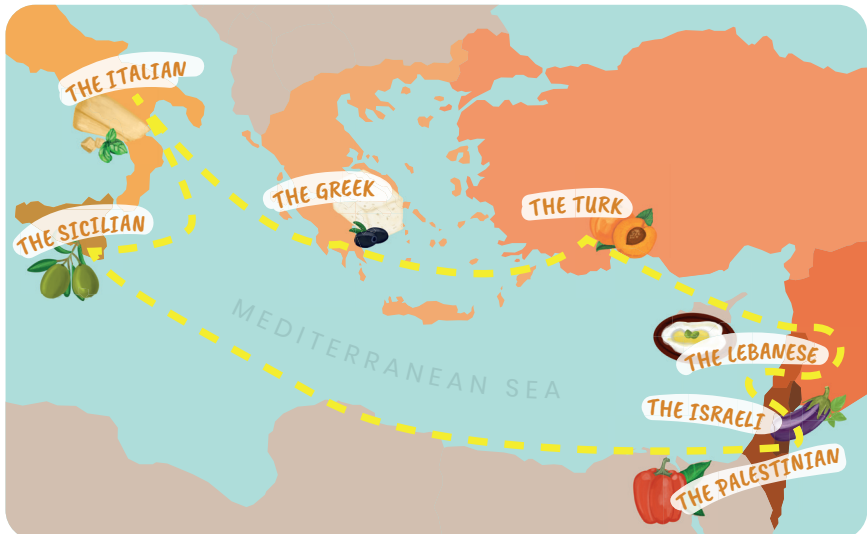 THE ITALIAN
THE SICILIAN
THE GREEK
THE TURK
MEDITERRANEAN SEA
THE LEBANESE
THE ISRAELI
THE PALESTINIAN